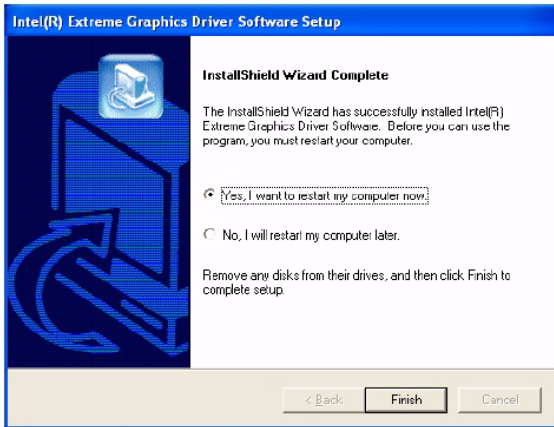 Intel(R) Extreme Graphics Driver Software Setup
InstallShield Wizard Complete
The InstallShield Wizard has successfully installed Intel(R)
Extreme Graphics Driver Software. Before you can use the
program, you must restart your computer.
Yes, I want to restart my computer now.
No, I will restart my computer later.
Remove any disks from their drives, and then click Finish to
complete setup.
< Back
Finish
Cancel